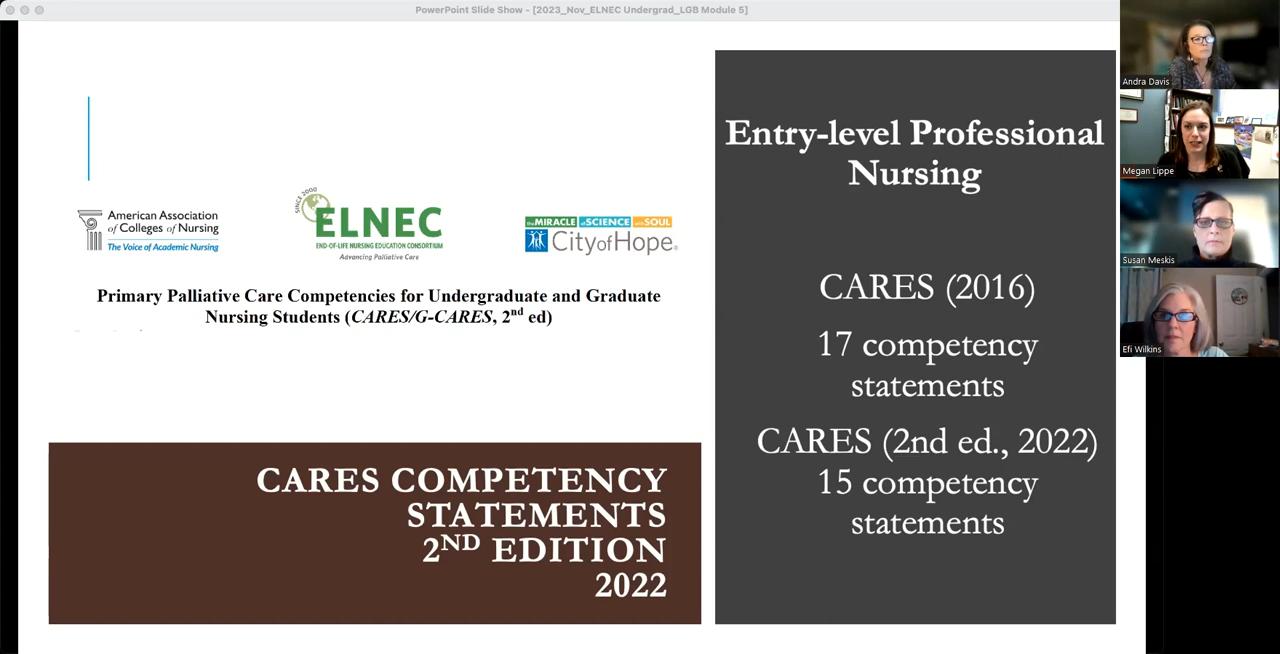 PowerPoint Slide Show - [2023_Nov_ELNEC Undergrad_LGB Module 5]
American Association
of Colleges of Nursing
The Voice of Academic Nursing
SINCE 2000
ELNEC
END-OF-LIFE NURSING EDUCATION CONSORTIUM
Advancing Palliative Care
the MIRACLE of SCIENCE with SOUL
City of Hope®
Primary Palliative Care Competencies for Undergraduate and Graduate
Nursing Students (CARES/G-CARES, 2nd ed)
CARES COMPETENCY
STATEMENTS
2ND EDITION
2022
Entry-level Professional
Nursing
CARES (2016)
17 competency
statements
CARES (2nd ed., 2022)
15 competency
statements
Andra Davis
Megan Lippe
Susan Meskis
Efi Wilkins